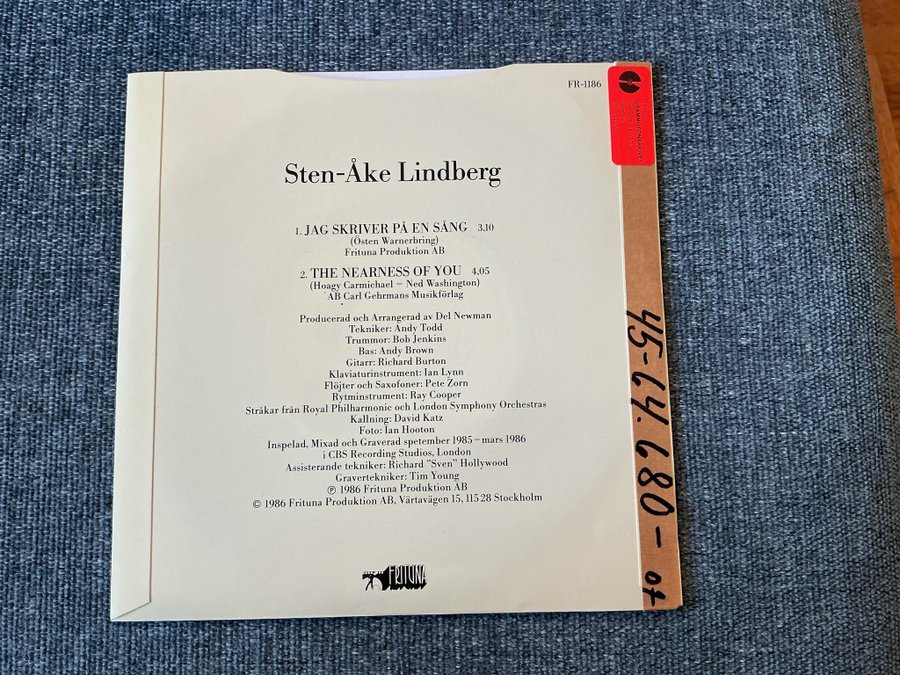 FR-1186
Sten-Åke Lindberg
1. JAG SKRIVER PÅ EN SÅNG 3,10
(Östen Warnerbring)
Frituna Produktion AB
2. THE NEARNESS OF YOU 4,05
(Hoagy Carmichael – Ned Washington)
AB Carl Gehrmans Musikförlag
Producerad och Arrangerad av Del Newman
Tekniker: Andy Todd
Trummor: Bob Jenkins
Bas: Andy Brown
Gitarr: Richard Burton
Klaviaturinstrument: Ian Lynn
Flöjter och Saxofoner: Pete Zorn
Rytminstrument: Ray Cooper
Stråkar från Royal Philharmonic och London Symphony Orchestras
Kallning: David Katz
Foto: Ian Hooton
Inspelad, Mixad och Graverad spetember 1985 – mars 1986
i CBS Recording Studios, London
Assisterande tekniker: Richard ”Sven” Hollywood
Gravertekniker: Tim Young
℗ 1986 Frituna Produktion AB
© 1986 Frituna Produktion AB, Värtavägen 15, 115 28 Stockholm
FRITUNA
45-64.680-07